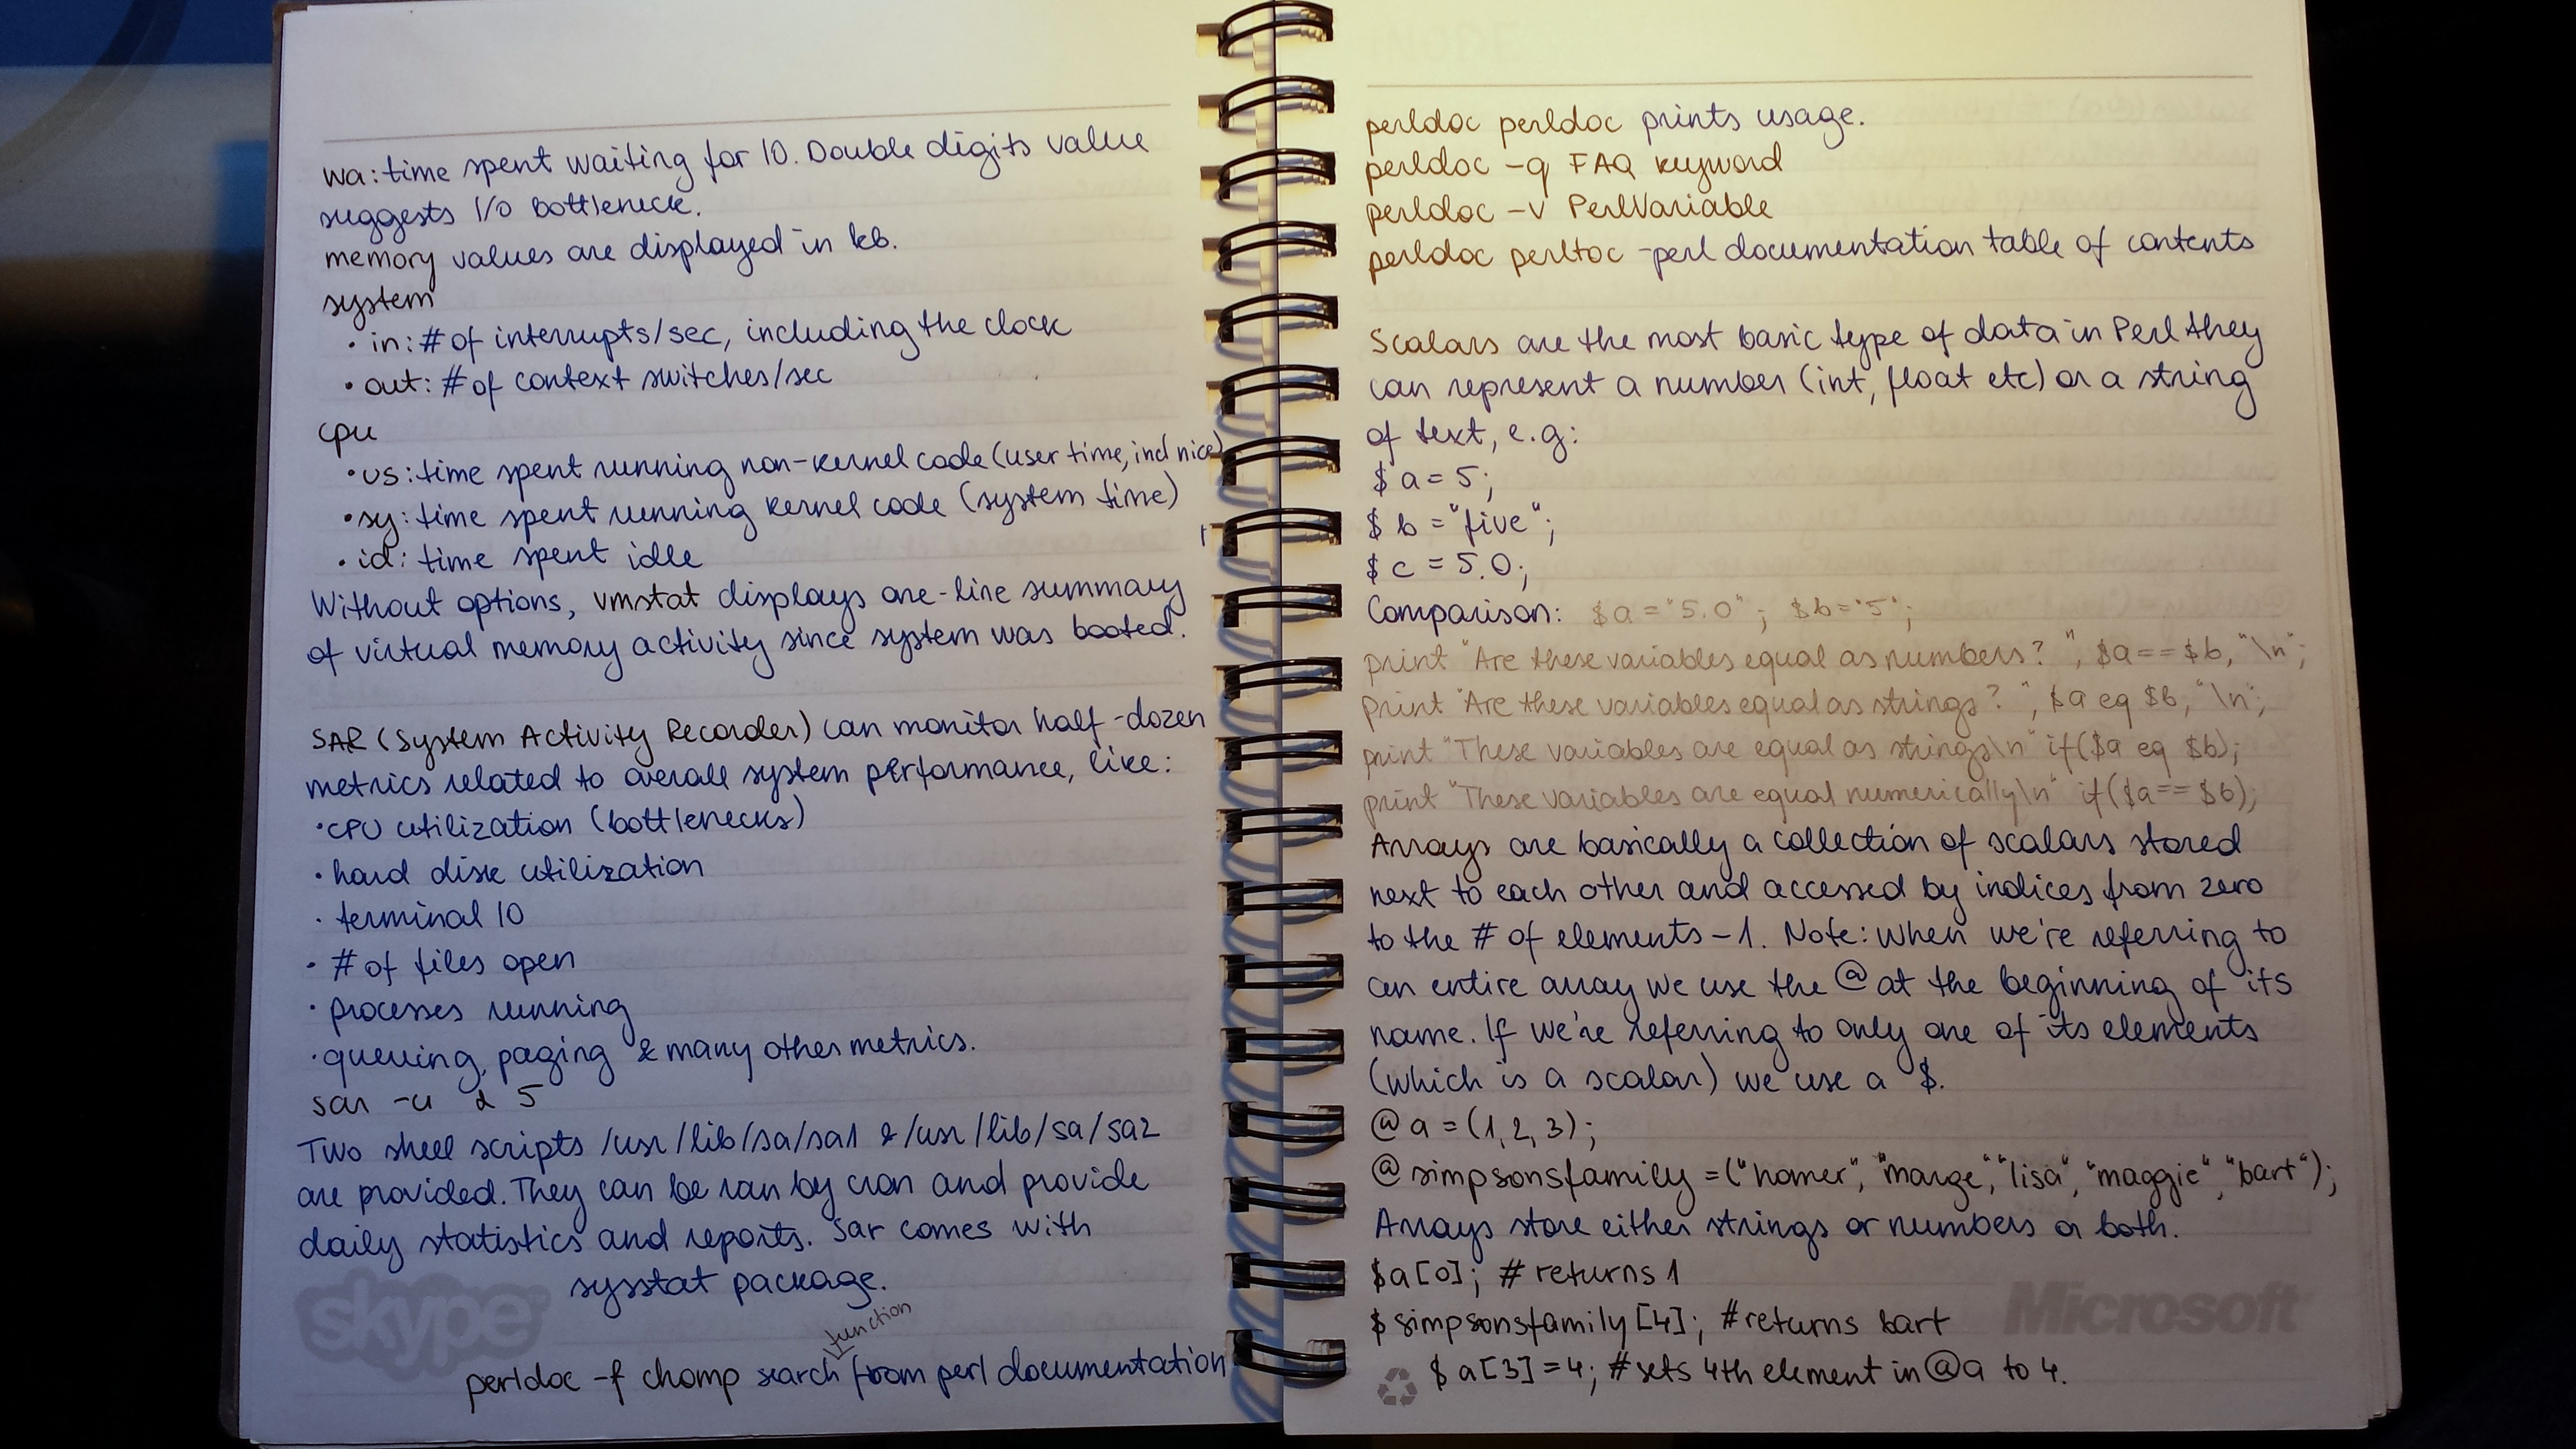 wa: time spent waiting for IO. Double digits value
suggests I/O bottleneck.
memory values are displayed in kb.
system
• in: # of interrupts/sec, including the clock
• out: # of context switches/sec
cpu
• us: time spent running non-kernel code (user time, incl nice)
• sy: time spent running kernel code (system time)
• id: time spent idle
Without options, vmstat displays one-line summary
of virtual memory activity since system was booted.
SAR (System Activity Recorder) can monitor half-dozen
metrics related to overall system performance, like:
• CPU utilization (bottlenecks)
• hard disk utilization
• terminal IO
• # of files open
• processes running
• queuing, paging & many other metrics.
sar -u 2 5
Two shell scripts /usr/lib/sa/sa1 & /usr/lib/sa/sa2
are provided. They can be ran by cron and provide
daily statistics and reports. Sar comes with
sysstat package.
skype
function
perldoc -f chomp search from perl documentation
perldoc perldoc prints usage.
perldoc -q FAQ keyword
perldoc -v PerlVariable
perldoc perltoc - perl documentation table of contents
Scalars are the most basic type of data in Perl they
can represent a number (int, float etc) or a string
of text, e.g:
$a = 5;
$b = "five";
$c = 5.0;
Comparison: $a = "5.0"; $b = "5";
print "Are these variables equal as numbers? ", $a == $b, "\n";
print "Are these variables equal as strings? ", $a eq $b, "\n";
print "These variables are equal as strings\n" if($a eq $b);
print "These variables are equal numerically\n" if($a == $b);
Arrays are basically a collection of scalars stored
next to each other and accessed by indices from zero
to the # of elements -1. Note: when we're referring to
an entire array we use the @ at the beginning of its
name. If we're referring to only one of its elements
(which is a scalar) we use a $.
@a = (1, 2, 3);
@simpsonsfamily = ("homer", "marge", "lisa", "maggie", "bart");
Arrays store either strings or numbers or both.
$a[0]; # returns 1
$simpsonsfamily[4]; # returns bart
Microsoft
$a[3] = 4; # sets 4th element in @a to 4.